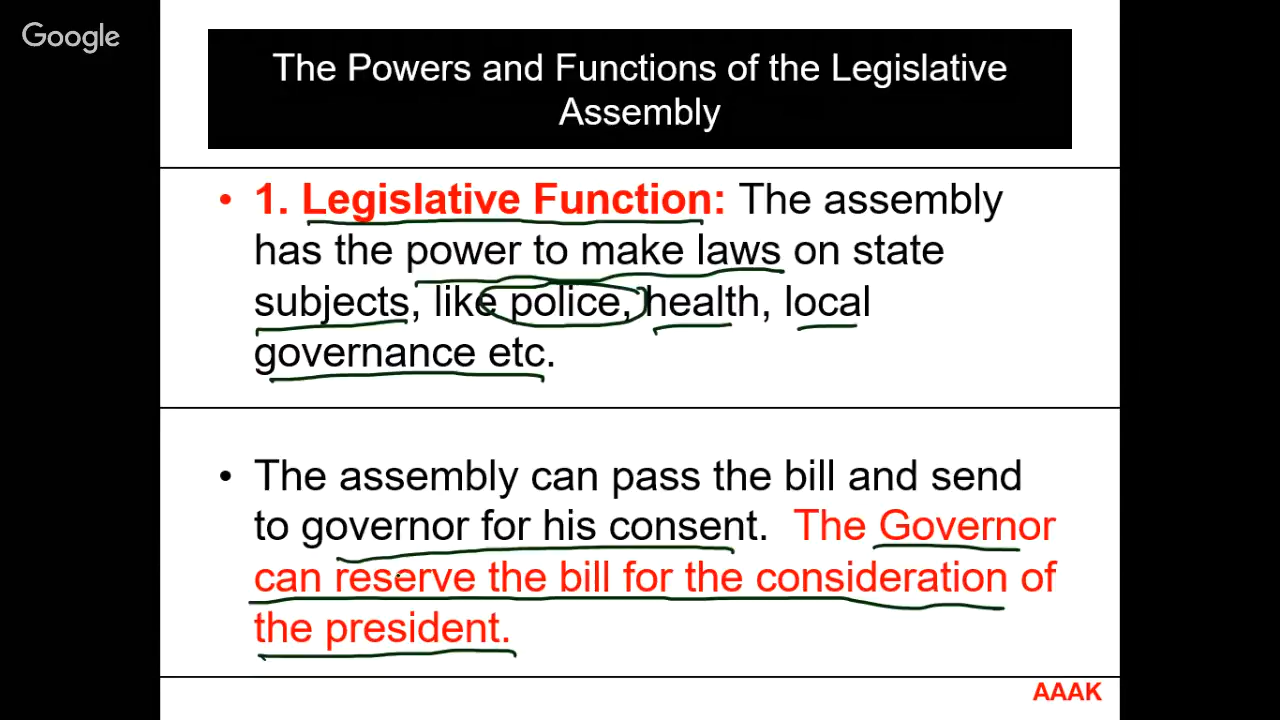 Google
The Powers and Functions of the Legislative
Assembly
• 1. Legislative Function: The assembly
has the power to make laws on state
subjects, like police, health, local
governance etc.
• The assembly can pass the bill and send
to governor for his consent. The Governor
can reserve the bill for the consideration of
the president.
AAAK